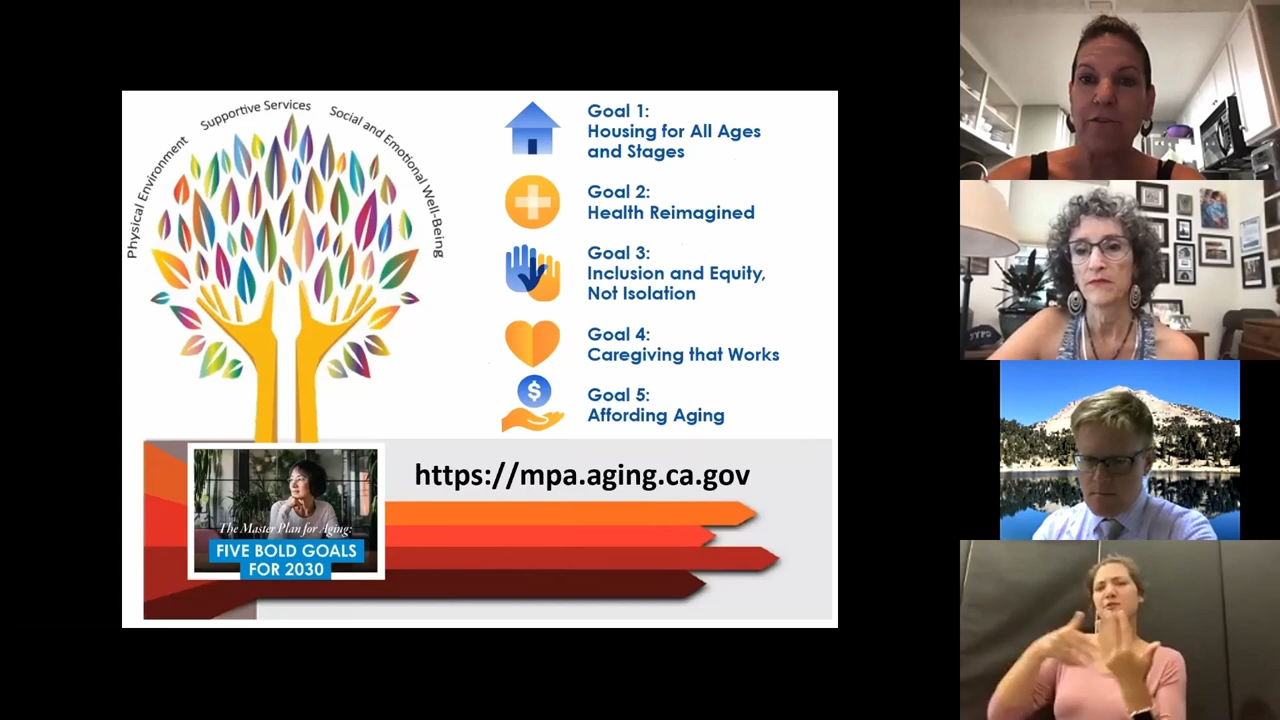 Physical Environment
Supportive Services
Social and Emotional Well-Being
Goal 1:
Housing for All Ages
and Stages
Goal 2:
Health Reimagined
Goal 3:
Inclusion and Equity,
Not Isolation
Goal 4:
Caregiving that Works
$
Goal 5:
Affording Aging
https://mpa.aging.ca.gov
The Master Plan for Aging:
FIVE BOLD GOALS
FOR 2030